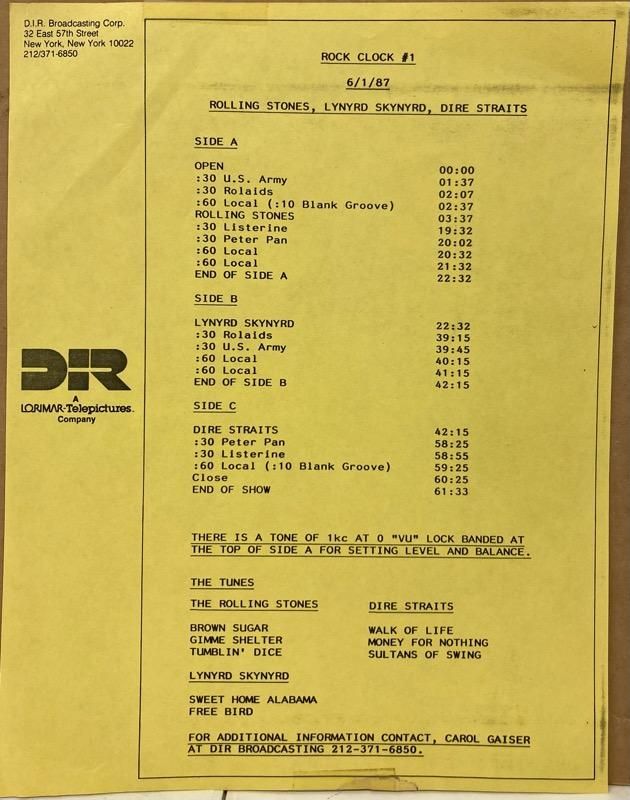 D.I.R. Broadcasting Corp.
32 East 57th Street
New York, New York 10022
212/371-6850
ROCK CLOCK #1
6/1/87
ROLLING STONES, LYNYRD SKYNYRD, DIRE STRAITS
SIDE A
OPEN 00:00
:30 U.S. Army 01:37
:30 Rolaids 02:07
:60 Local (:10 Blank Groove) 02:37
ROLLING STONES 03:37
:30 Listerine 19:32
:30 Peter Pan 20:02
:60 Local 20:32
:60 Local 21:32
END OF SIDE A 22:32
SIDE B
LYNYRD SKYNYRD 22:32
:30 Rolaids 39:15
:30 U.S. Army 39:45
:60 Local 40:15
:60 Local 41:15
END OF SIDE B 42:15
DIR
A
LORIMAR-Telepictures.
Company
SIDE C
DIRE STRAITS 42:15
:30 Peter Pan 58:25
:30 Listerine 58:55
:60 Local (:10 Blank Groove) 59:25
Close 60:25
END OF SHOW 61:33
THERE IS A TONE OF 1kc AT 0 "VU" LOCK BANDED AT
THE TOP OF SIDE A FOR SETTING LEVEL AND BALANCE.
THE TUNES
THE ROLLING STONES
BROWN SUGAR
GIMME SHELTER
TUMBLIN' DICE
DIRE STRAITS
WALK OF LIFE
MONEY FOR NOTHING
SULTANS OF SWING
LYNYRD SKYNYRD
SWEET HOME ALABAMA
FREE BIRD
FOR ADDITIONAL INFORMATION CONTACT, CAROL GAISER
AT DIR BROADCASTING 212-371-6850.